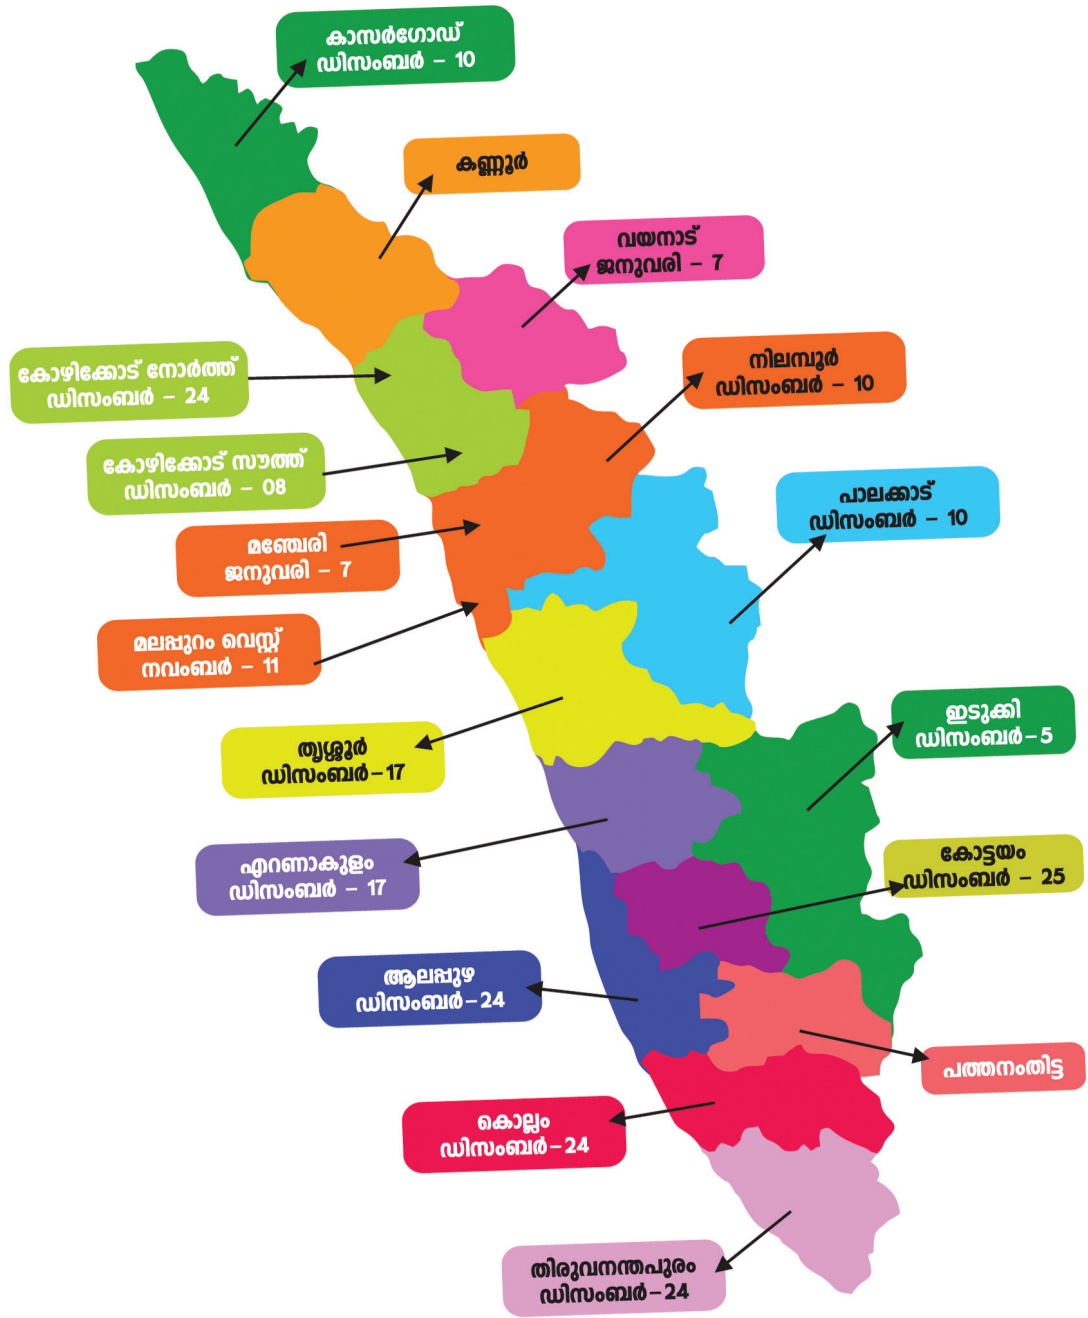 കാസർഗോഡ്
ഡിസംബർ – 10
കണ്ണൂർ
വയനാട്
ജനുവരി – 7
കോഴിക്കോട് നോർത്ത്
ഡിസംബർ – 24
നിലമ്പൂർ
ഡിസംബർ – 10
കോഴിക്കോട് സൗത്ത്
ഡിസംബർ – 08
പാലക്കാട്
ഡിസംബർ – 10
മഞ്ചേരി
ജനുവരി – 7
മലപ്പുറം വെസ്റ്റ്
നവംബർ – 11
ഇടുക്കി
ഡിസംബർ – 5
തൃശ്ശൂർ
ഡിസംബർ – 17
എറണാകുളം
ഡിസംബർ – 17
കോട്ടയം
ഡിസംബർ – 25
ആലപ്പുഴ
ഡിസംബർ – 24
പത്തനംതിട്ട
കൊല്ലം
ഡിസംബർ – 24
തിരുവനന്തപുരം
ഡിസംബർ – 24